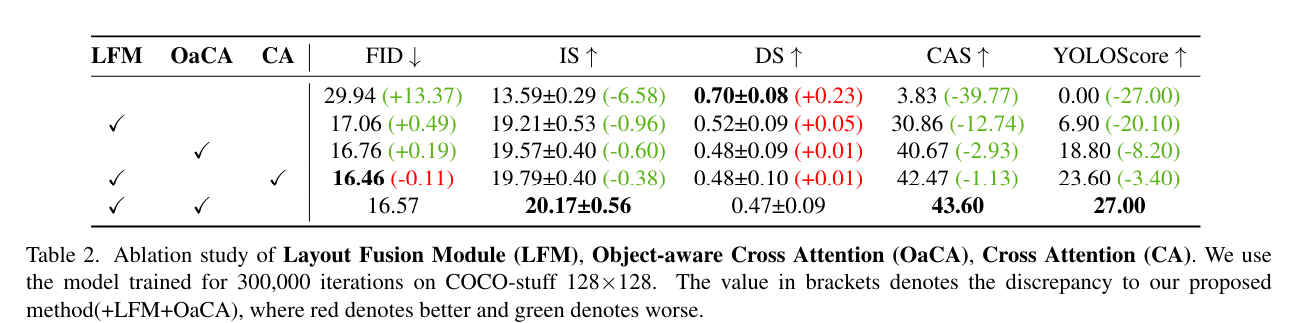 LFM OaCA CA FID ↓ IS ↑ DS ↑ CAS ↑ YOLOScore ↑
29.94 (+13.37) 13.59±0.29 (-6.58) 0.70±0.08 (+0.23) 3.83 (-39.77) 0.00 (-27.00)
✓ 17.06 (+0.49) 19.21±0.53 (-0.96) 0.52±0.09 (+0.05) 30.86 (-12.74) 6.90 (-20.10)
✓ 16.76 (+0.19) 19.57±0.40 (-0.60) 0.48±0.09 (+0.01) 40.67 (-2.93) 18.80 (-8.20)
✓ ✓ 16.46 (-0.11) 19.79±0.40 (-0.38) 0.48±0.10 (+0.01) 42.47 (-1.13) 23.60 (-3.40)
✓ ✓ 16.57 20.17±0.56 0.47±0.09 43.60 27.00
Table 2. Ablation study of Layout Fusion Module (LFM), Object-aware Cross Attention (OaCA), Cross Attention (CA). We use
the model trained for 300,000 iterations on COCO-stuff 128×128. The value in brackets denotes the discrepancy to our proposed
method(+LFM+OaCA), where red denotes better and green denotes worse.